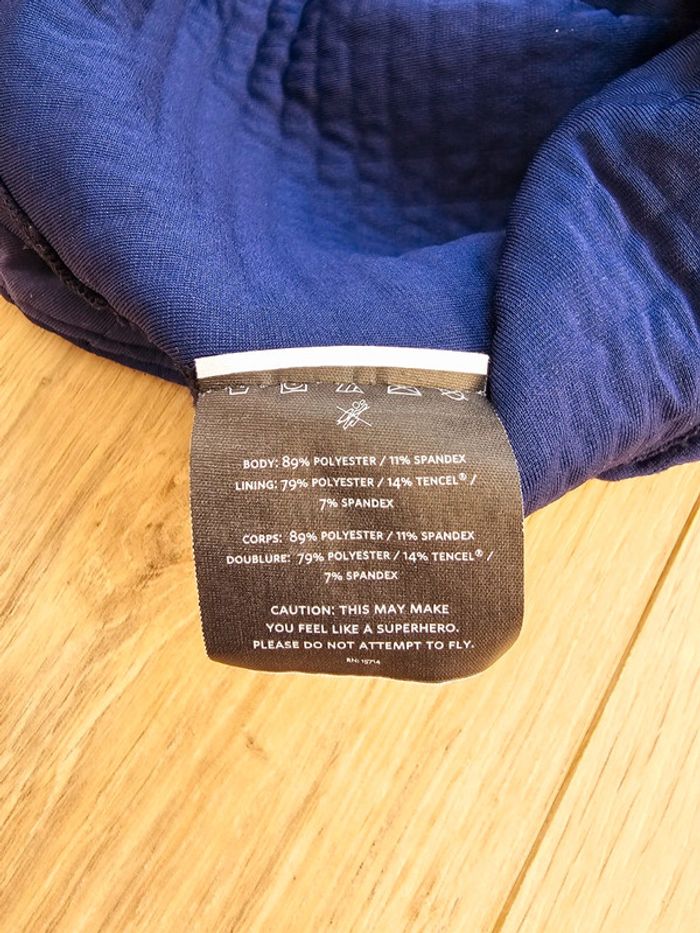 BODY: 89% POLYESTER / 11% SPANDEX
LINING: 79% POLYESTER / 14% TENCEL® /
7% SPANDEX
CORPS: 89% POLYESTER / 11% SPANDEX
DOUBLURE: 79% POLYESTER / 14% TENCEL® /
7% SPANDEX
CAUTION: THIS MAY MAKE
YOU FEEL LIKE A SUPERHERO.
PLEASE DO NOT ATTEMPT TO FLY.
RN: 15714